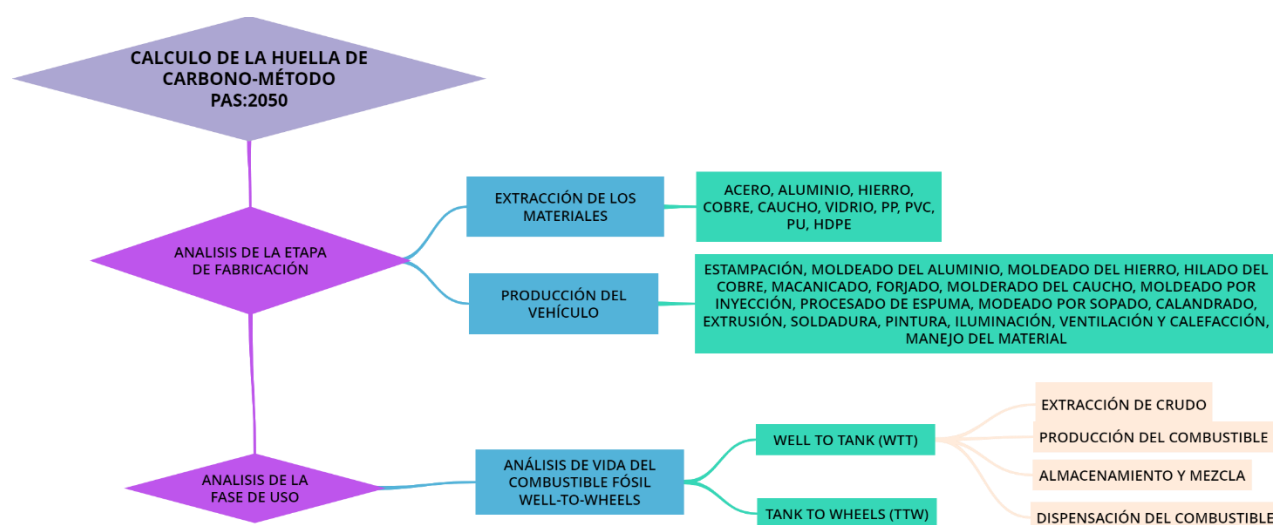 CALCULO DE LA HUELLA DE
CARBONO-MÉTODO
PAS:2050
ANALISIS DE LA ETAPA
DE FABRICACIÓN
EXTRACCIÓN DE LOS
MATERIALES
ACERO, ALUMINIO, HIERRO,
COBRE, CAUCHO, VIDRIO, PP, PVC,
PU, HDPE
PRODUCCIÓN DEL
VEHÍCULO
ESTAMPACIÓN, MOLDEADO DEL ALUMINIO, MOLDEADO DEL HIERRO, HILADO DEL
COBRE, MACANICADO, FORJADO, MOLDERADO DEL CAUCHO, MOLDEADO POR
INYECCIÓN, PROCESADO DE ESPUMA, MODEADO POR SOPADO, CALANDRADO,
EXTRUSIÓN, SOLDADURA, PINTURA, ILUMINACIÓN, VENTILACIÓN Y CALEFACCIÓN,
MANEJO DEL MATERIAL
ANALISIS DE LA
FASE DE USO
ANÁLISIS DE VIDA DEL
COMBUSTIBLE FÓSIL
WELL-TO-WHEELS
WELL TO TANK (WTT)
EXTRACCIÓN DE CRUDO
PRODUCCIÓN DEL COMBUSTIBLE
ALMACENAMIENTO Y MEZCLA
DISPENSACIÓN DEL COMBUSTIBLE
TANK TO WHEELS (TTW)